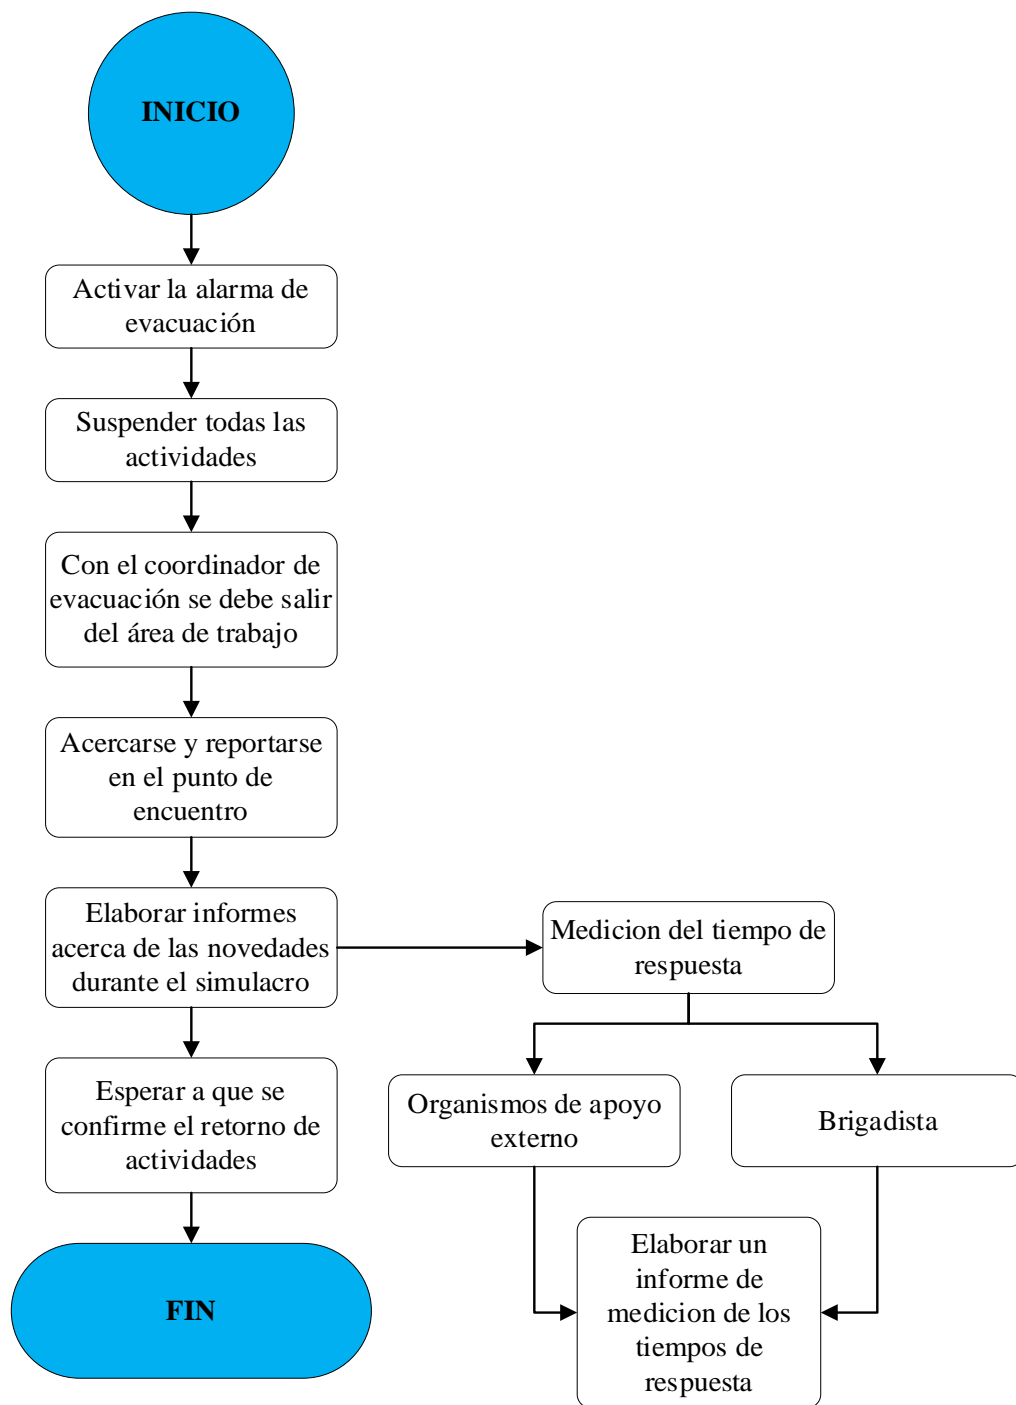 INICIO
Activar la alarma de
evacuación
Suspender todas las
actividades
Con el coordinador de
evacuación se debe salir
del área de trabajo
Acercarse y reportarse
en el punto de
encuentro
Elaborar informes
acerca de las novedades
durante el simulacro
Medicion del tiempo de
respuesta
Esperar a que se
confirme el retorno de
actividades
Organismos de apoyo
externo
Brigadista
FIN
Elaborar un
informe de
medicion de los
tiempos de
respuesta